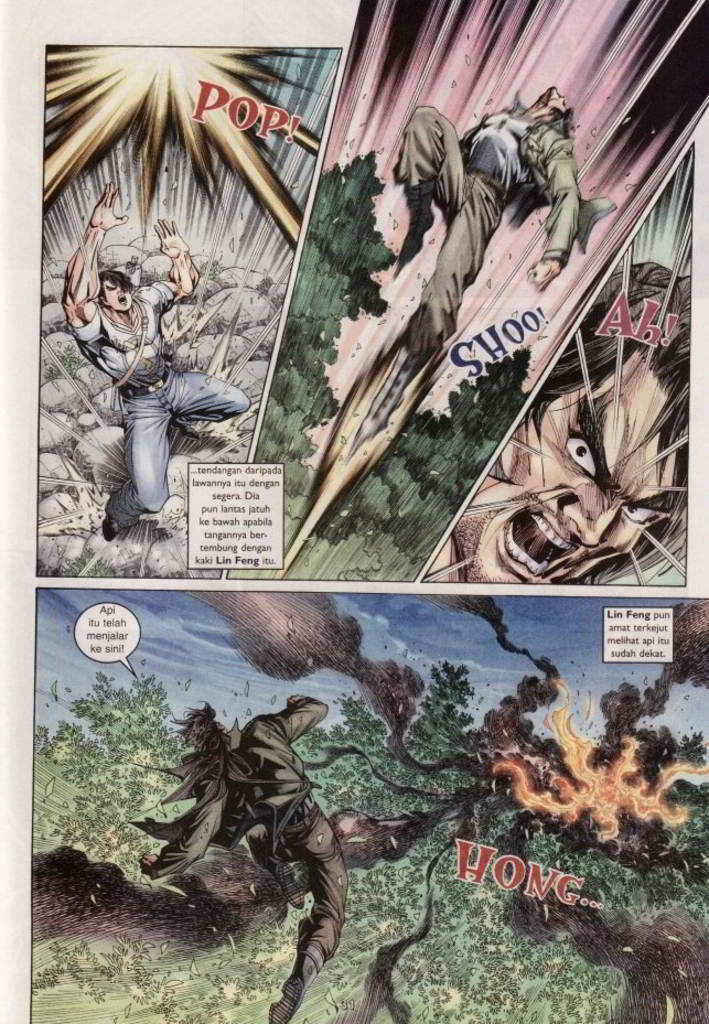 POP!
...tendangan daripada
lawannya itu dengan
segera. Dia
pun lantas jatuh
ke bawah apabila
tangannya ber-
tembung dengan
kaki Lin Feng itu.
SHOO!
Ah!
Api
itu telah
menjalar
ke sini!
Lin Feng pun
amat terkejut
melihat api itu
sudah dekat.
HONG...
31